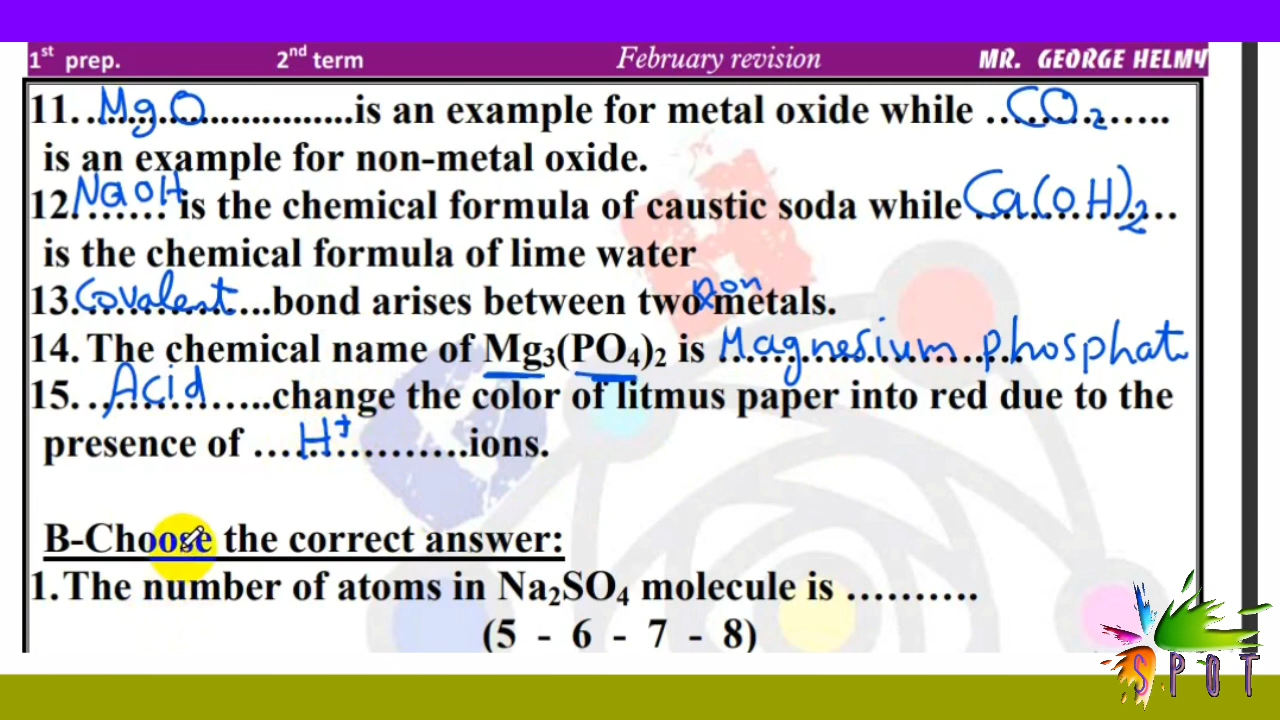 1st prep. 2nd term February revision MR. GEORGE HELMY
11. MgO ....................is an example for metal oxide while ...CO₂......
is an example for non-metal oxide.
12. NaOH ....... is the chemical formula of caustic soda while Ca(OH)₂...............
is the chemical formula of lime water
13. Covalent ...bond arises between two non metals.
14. The chemical name of Mg₃(PO₄)₂ is Magnesium phosphat
15. Acid ..............change the color of litmus paper into red due to the
presence of ....H⁺............ions.
B-Choose the correct answer:
1.The number of atoms in Na₂SO₄ molecule is ..........
(5 - 6 - 7 - 8)
SPOT